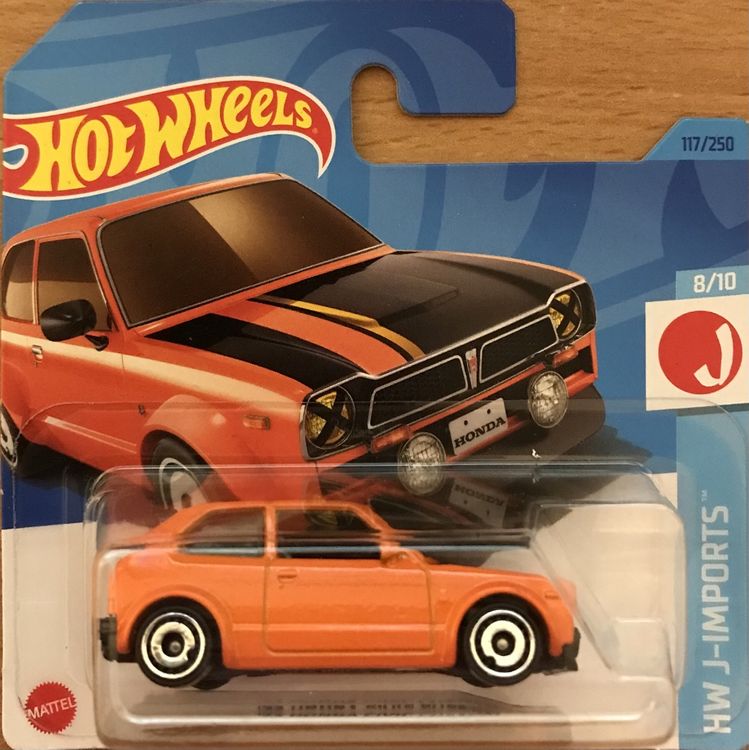 HOT WHEELS
117/250
8/10
J
HONDA
HW J-IMPORTS™
MATTEL